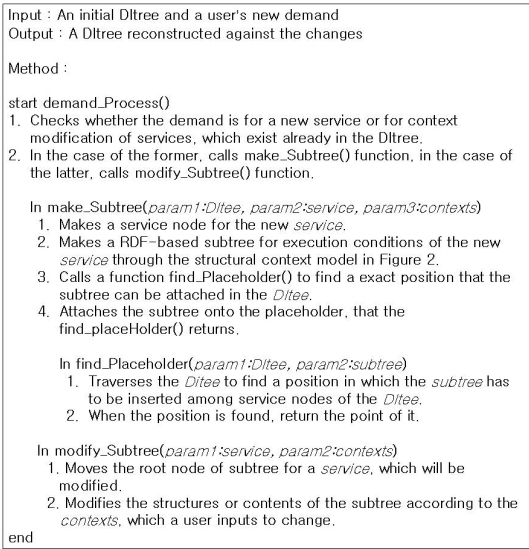 Input : An initial DItree and a user's new demand
Output : A DItree reconstructed against the changes
Method :
start demand_Process()
1. Checks whether the demand is for a new service or for context
modification of services, which exist already in the DItree.
2. In the case of the former, calls make_Subtree() function, in the case of
the latter, calls modify_Subtree() function.
In make_Subtree(param1:DItee, param2:service, param3:contexts)
1. Makes a service node for the new service.
2. Makes a RDF-based subtree for execution conditions of the new
service through the structural context model in Figure 2.
3. Calls a function find_Placeholder() to find a exact position that the
subtree can be attached in the DItee.
4. Attaches the subtree onto the placeholder, that the
find_placeHolder() returns.
In find_Placeholder(param1:DItee, param2:subtree)
1. Traverses the Ditee to find a position in which the subtree has
to be inserted among service nodes of the DItee.
2. When the position is found, return the point of it.
In modify_Subtree(param1:service, param2:contexts)
1. Moves the root node of subtree for a service, which will be
modified.
2. Modifies the structures or contents of the subtree according to the
contexts, which a user inputs to change.
end